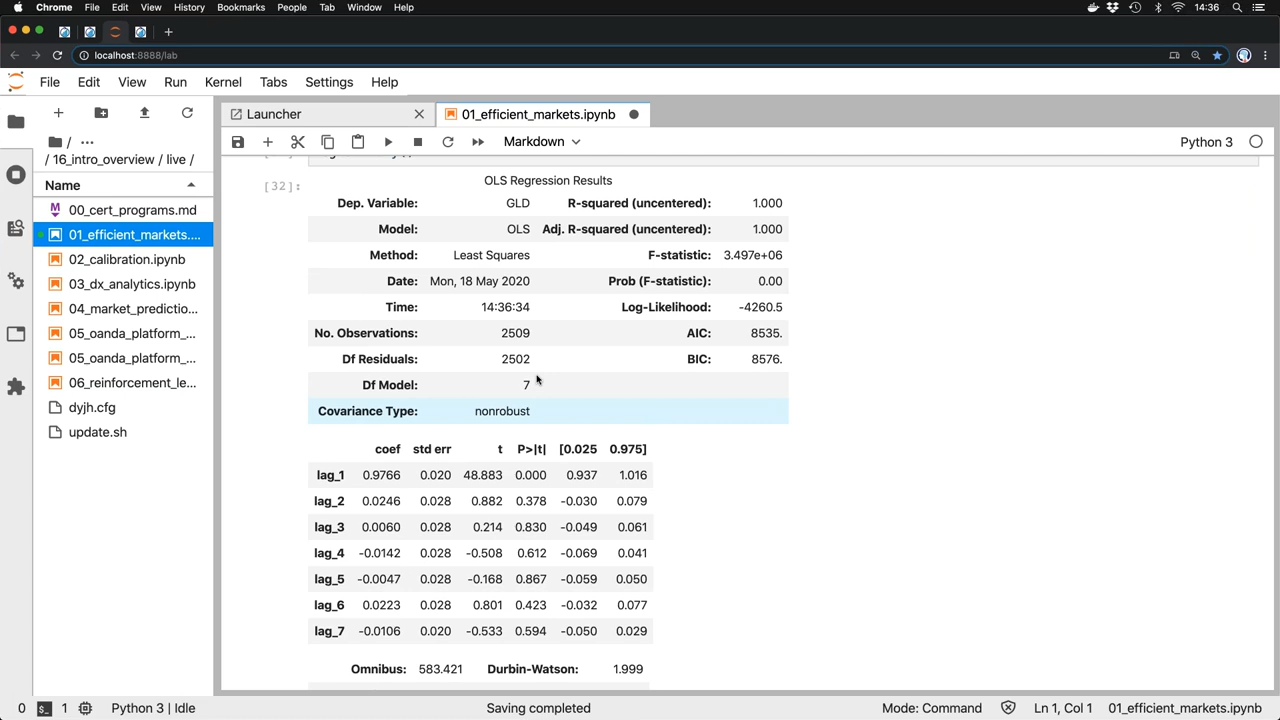 Chrome File Edit View History Bookmarks People Tab Window Help 14:36
localhost:8888/lab
File Edit View Run Kernel Tabs Settings Help
Launcher 01_efficient_markets.ipynb
Markdown Python 3
/ ...
/ 16_intro_overview / live /
Name
00_cert_programs.md
01_efficient_markets....
02_calibration.ipynb
03_dx_analytics.ipynb
04_market_predictio...
05_oanda_platform_...
05_oanda_platform_...
06_reinforcement_le...
dyjh.cfg
update.sh
[32]:
OLS Regression Results
Dep. Variable: GLD R-squared (uncentered): 1.000
Model: OLS Adj. R-squared (uncentered): 1.000
Method: Least Squares F-statistic: 3.497e+06
Date: Mon, 18 May 2020 Prob (F-statistic): 0.00
Time: 14:36:34 Log-Likelihood: -4260.5
No. Observations: 2509 AIC: 8535.
Df Residuals: 2502 BIC: 8576.
Df Model: 7
Covariance Type: nonrobust
coef std err t P>|t| [0.025 0.975]
lag_1 0.9766 0.020 48.883 0.000 0.937 1.016
lag_2 0.0246 0.028 0.882 0.378 -0.030 0.079
lag_3 0.0060 0.028 0.214 0.830 -0.049 0.061
lag_4 -0.0142 0.028 -0.508 0.612 -0.069 0.041
lag_5 -0.0047 0.028 -0.168 0.867 -0.059 0.050
lag_6 0.0223 0.028 0.801 0.423 -0.032 0.077
lag_7 -0.0106 0.020 -0.533 0.594 -0.050 0.029
Omnibus: 583.421 Durbin-Watson: 1.999
0 1 Python 3 | Idle Saving completed Mode: Command Ln 1, Col 1 01_efficient_markets.ipynb